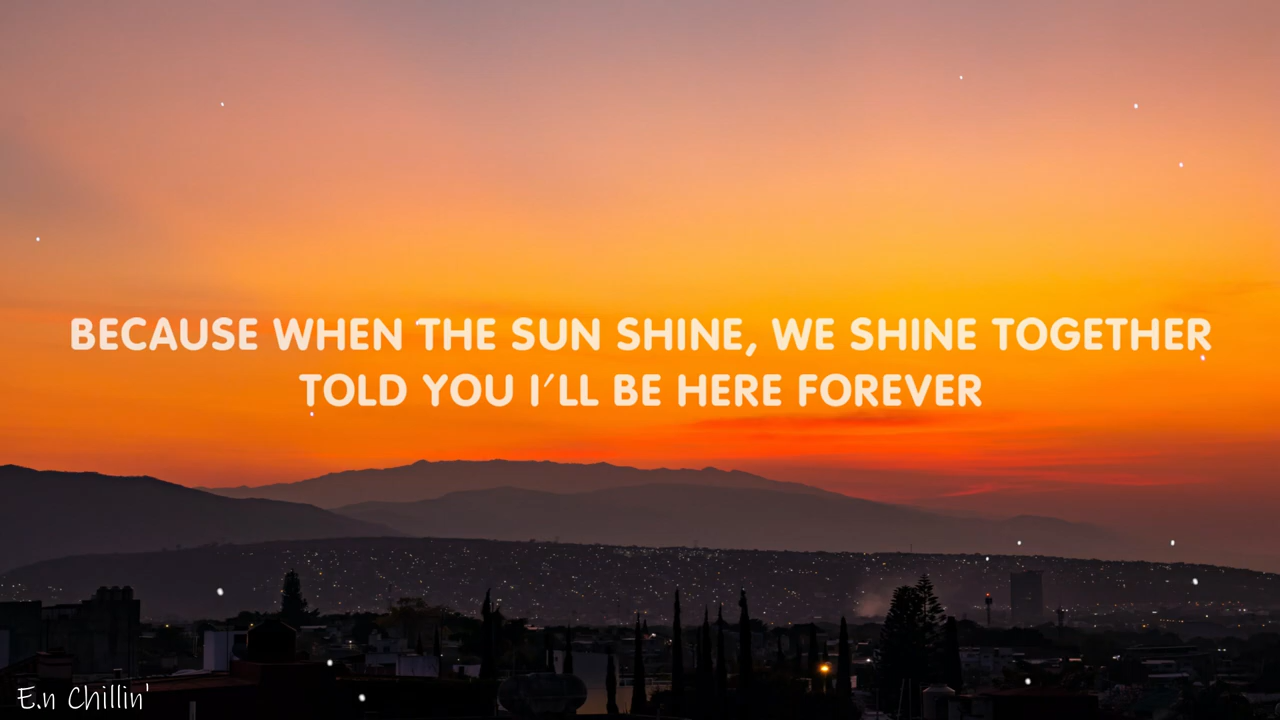 BECAUSE WHEN THE SUN SHINE, WE SHINE TOGETHER
TOLD YOU I'LL BE HERE FOREVER
E.n Chillin'